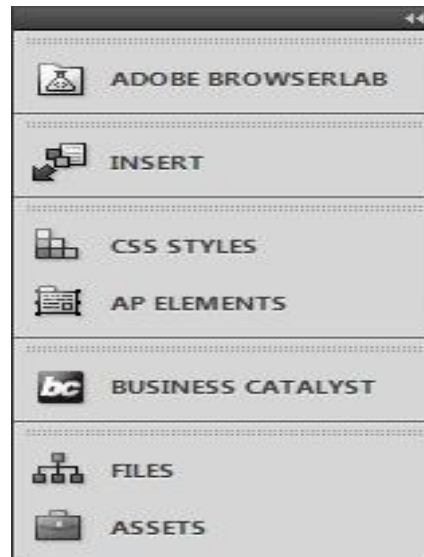 ADOBE BROWSERLAB
INSERT
CSS STYLES
AP ELEMENTS
bc BUSINESS CATALYST
FILES
ASSETS